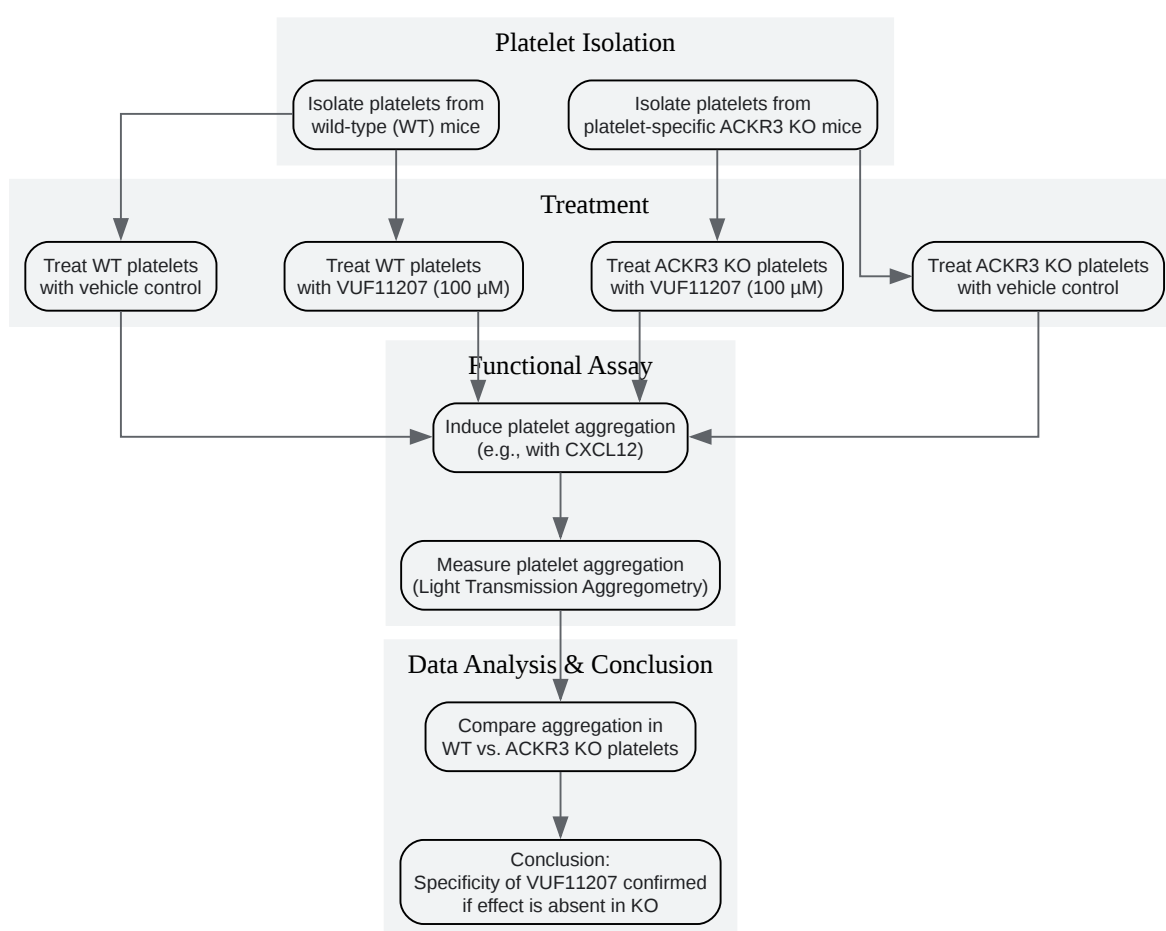 Platelet Isolation
Isolate platelets from
wild-type (WT) mice
Isolate platelets from
platelet-specific ACKR3 KO mice
Treatment
Treat WT platelets
with vehicle control
Treat WT platelets
with VUF11207 (100 µM)
Treat ACKR3 KO platelets
with VUF11207 (100 µM)
Treat ACKR3 KO platelets
with vehicle control
Functional Assay
Induce platelet aggregation
(e.g., with CXCL12)
Measure platelet aggregation
(Light Transmission Aggregometry)
Data Analysis & Conclusion
Compare aggregation in
WT vs. ACKR3 KO platelets
Conclusion:
Specificity of VUF11207 confirmed
if effect is absent in KO